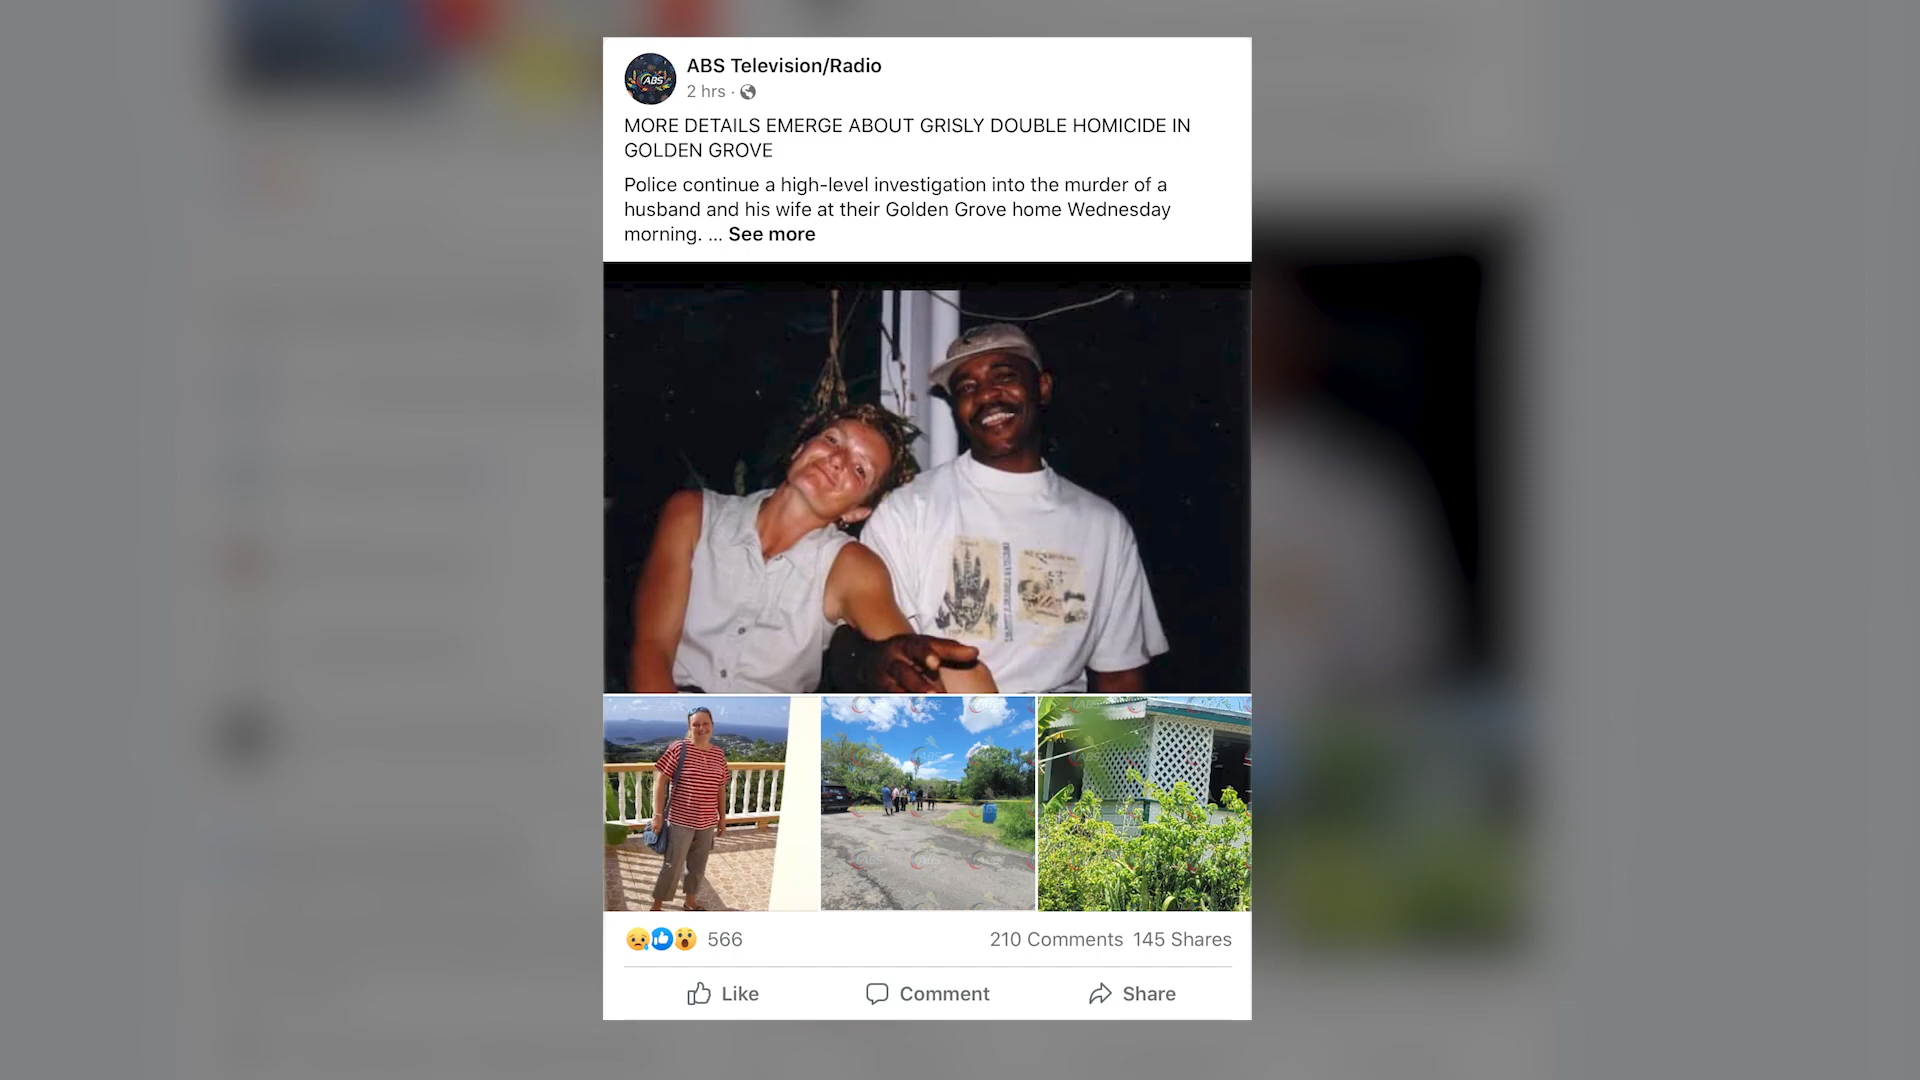 ABS Television/Radio
2 hrs ·
MORE DETAILS EMERGE ABOUT GRISLY DOUBLE HOMICIDE IN
GOLDEN GROVE
Police continue a high-level investigation into the murder of a
husband and his wife at their Golden Grove home Wednesday
morning. ... See more
ABS
566
210 Comments 145 Shares
Like
Comment
Share